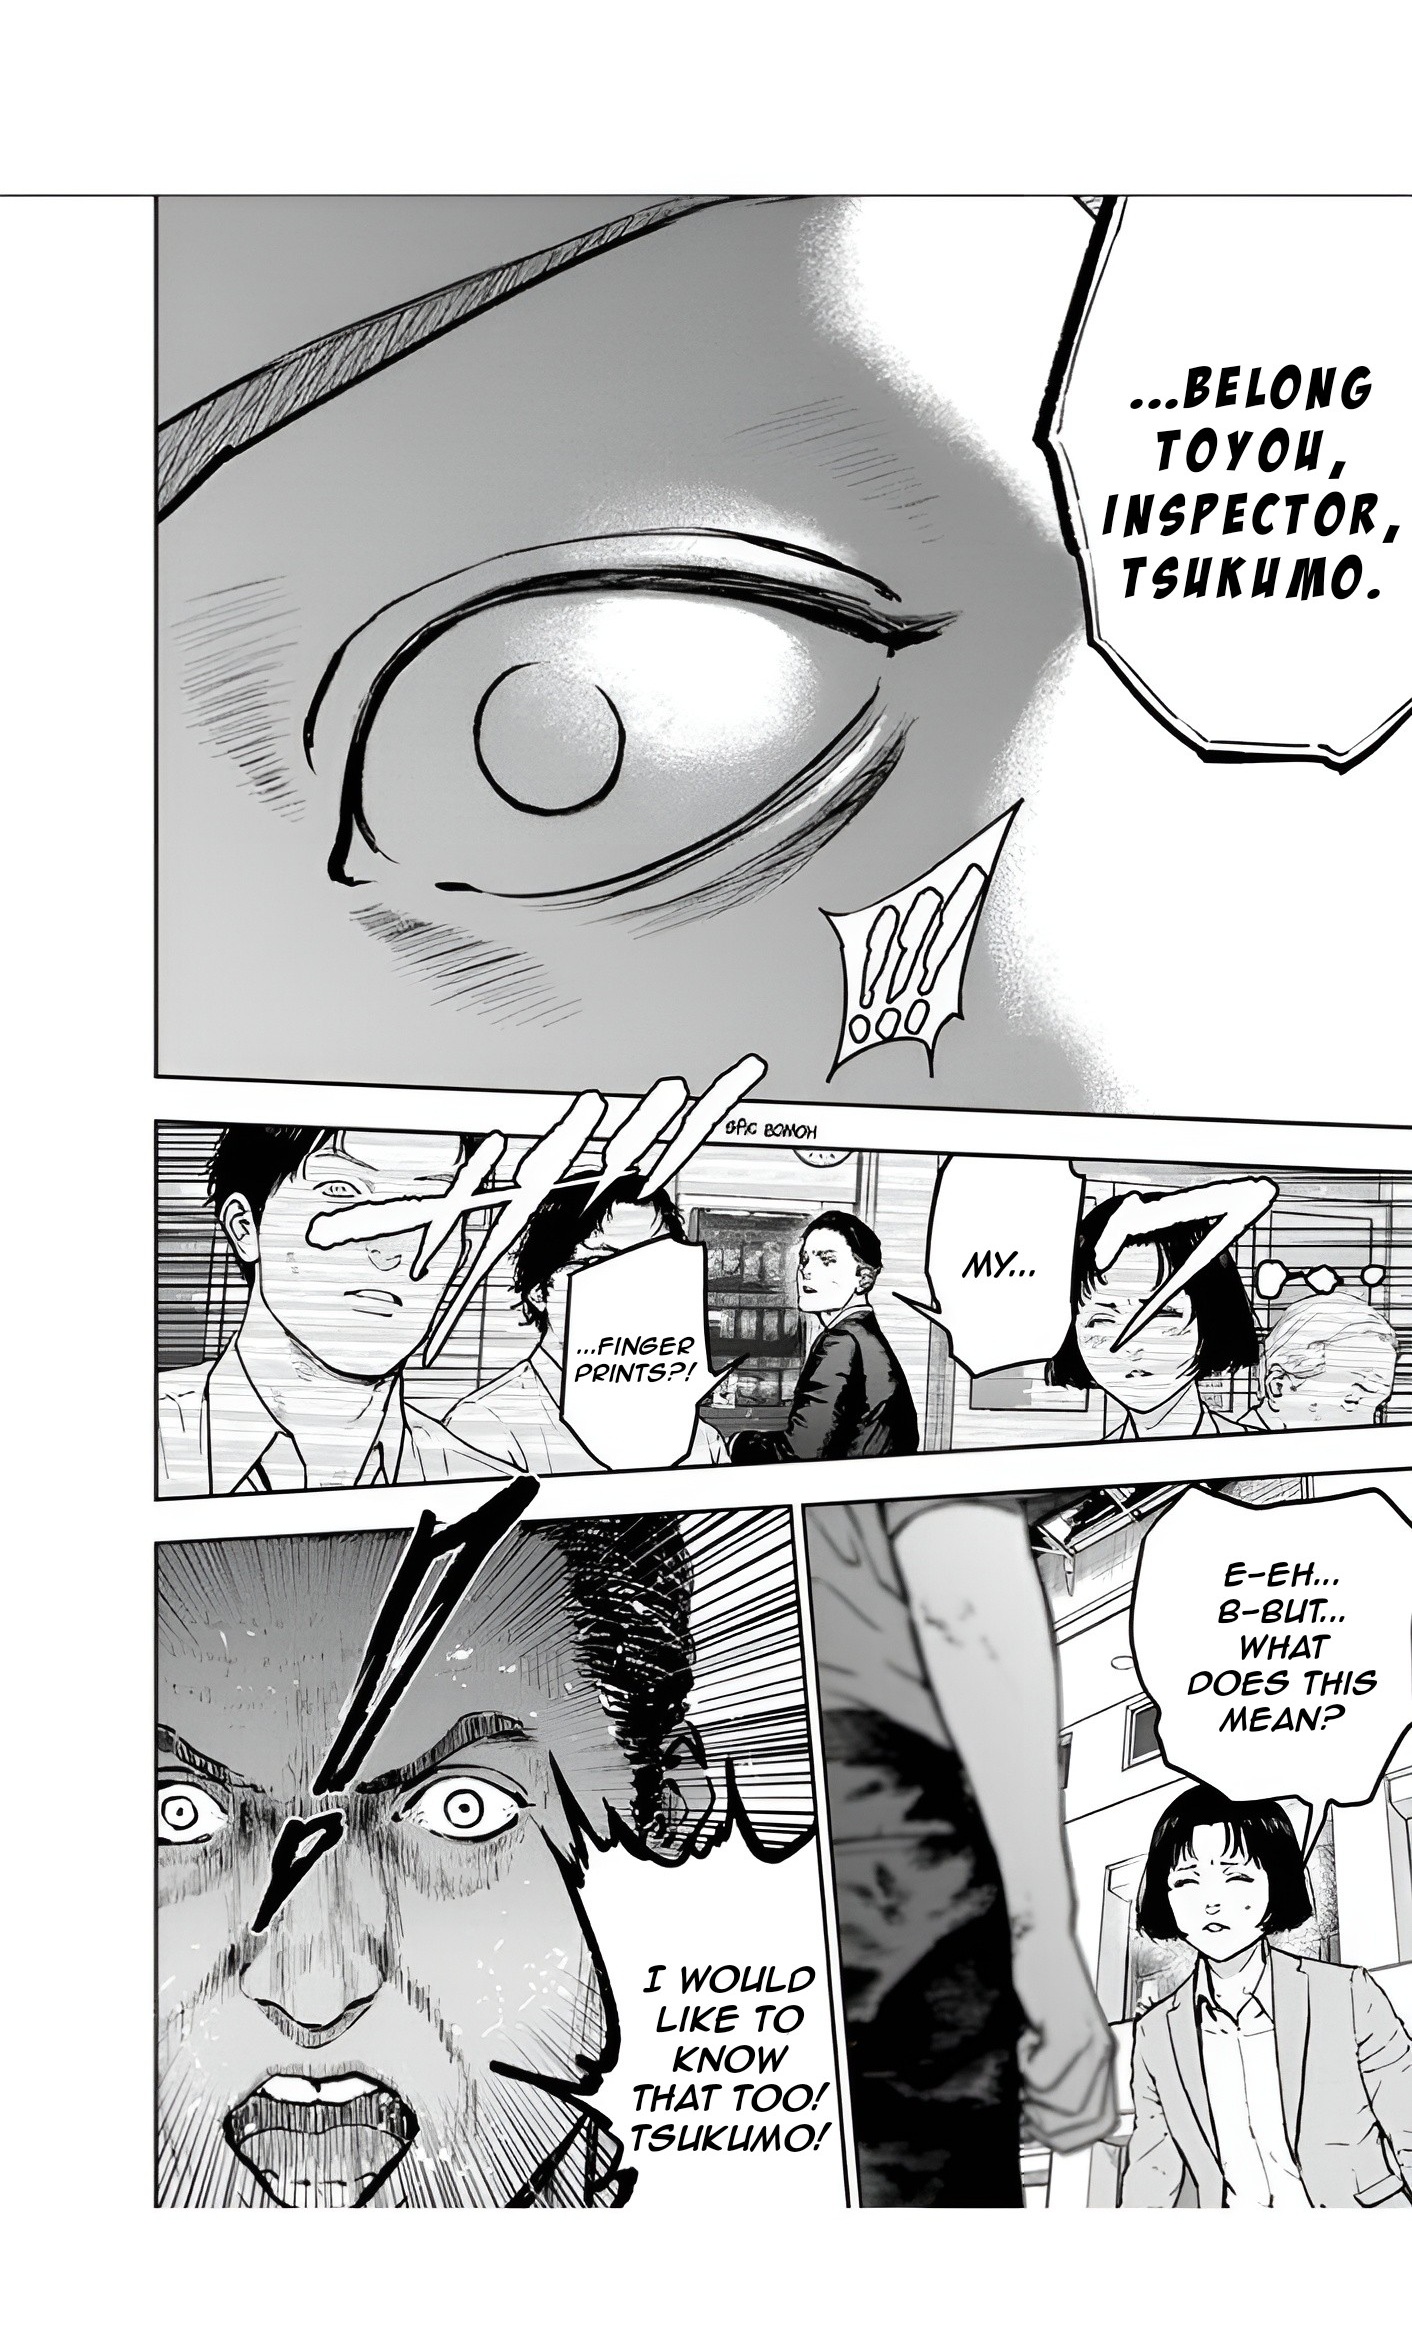 ...BELONG
TOYOU,
INSPECTOR,
TSUKUMO.
!!!
MY...
...FINGER
PRINTS?!
E-EH...
B-BUT...
WHAT
DOES THIS
MEAN?
I WOULD
LIKE TO
KNOW
THAT TOO!
TSUKUMO!